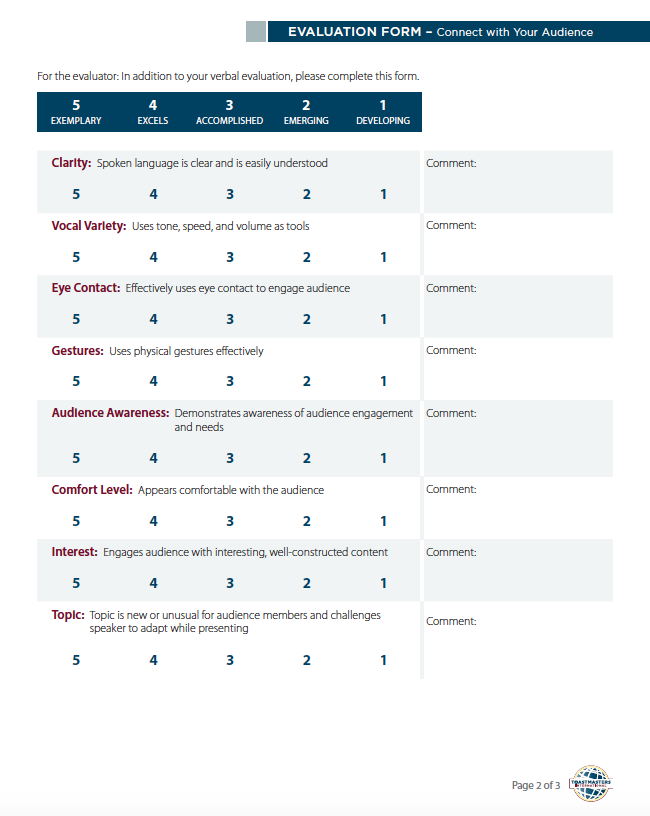 EVALUATION FORM – Connect with Your Audience
For the evaluator: In addition to your verbal evaluation, please complete this form.
5 4 3 2 1
EXEMPLARY EXCELS ACCOMPLISHED EMERGING DEVELOPING
Clarity: Spoken language is clear and is easily understood Comment:
5 4 3 2 1
Vocal Variety: Uses tone, speed, and volume as tools Comment:
5 4 3 2 1
Eye Contact: Effectively uses eye contact to engage audience Comment:
5 4 3 2 1
Gestures: Uses physical gestures effectively Comment:
5 4 3 2 1
Audience Awareness: Demonstrates awareness of audience engagement Comment:
and needs
5 4 3 2 1
Comfort Level: Appears comfortable with the audience Comment:
5 4 3 2 1
Interest: Engages audience with interesting, well-constructed content Comment:
5 4 3 2 1
Topic: Topic is new or unusual for audience members and challenges Comment:
speaker to adapt while presenting
5 4 3 2 1
Page 2 of 3
TOASTMASTERS
INTERNATIONAL